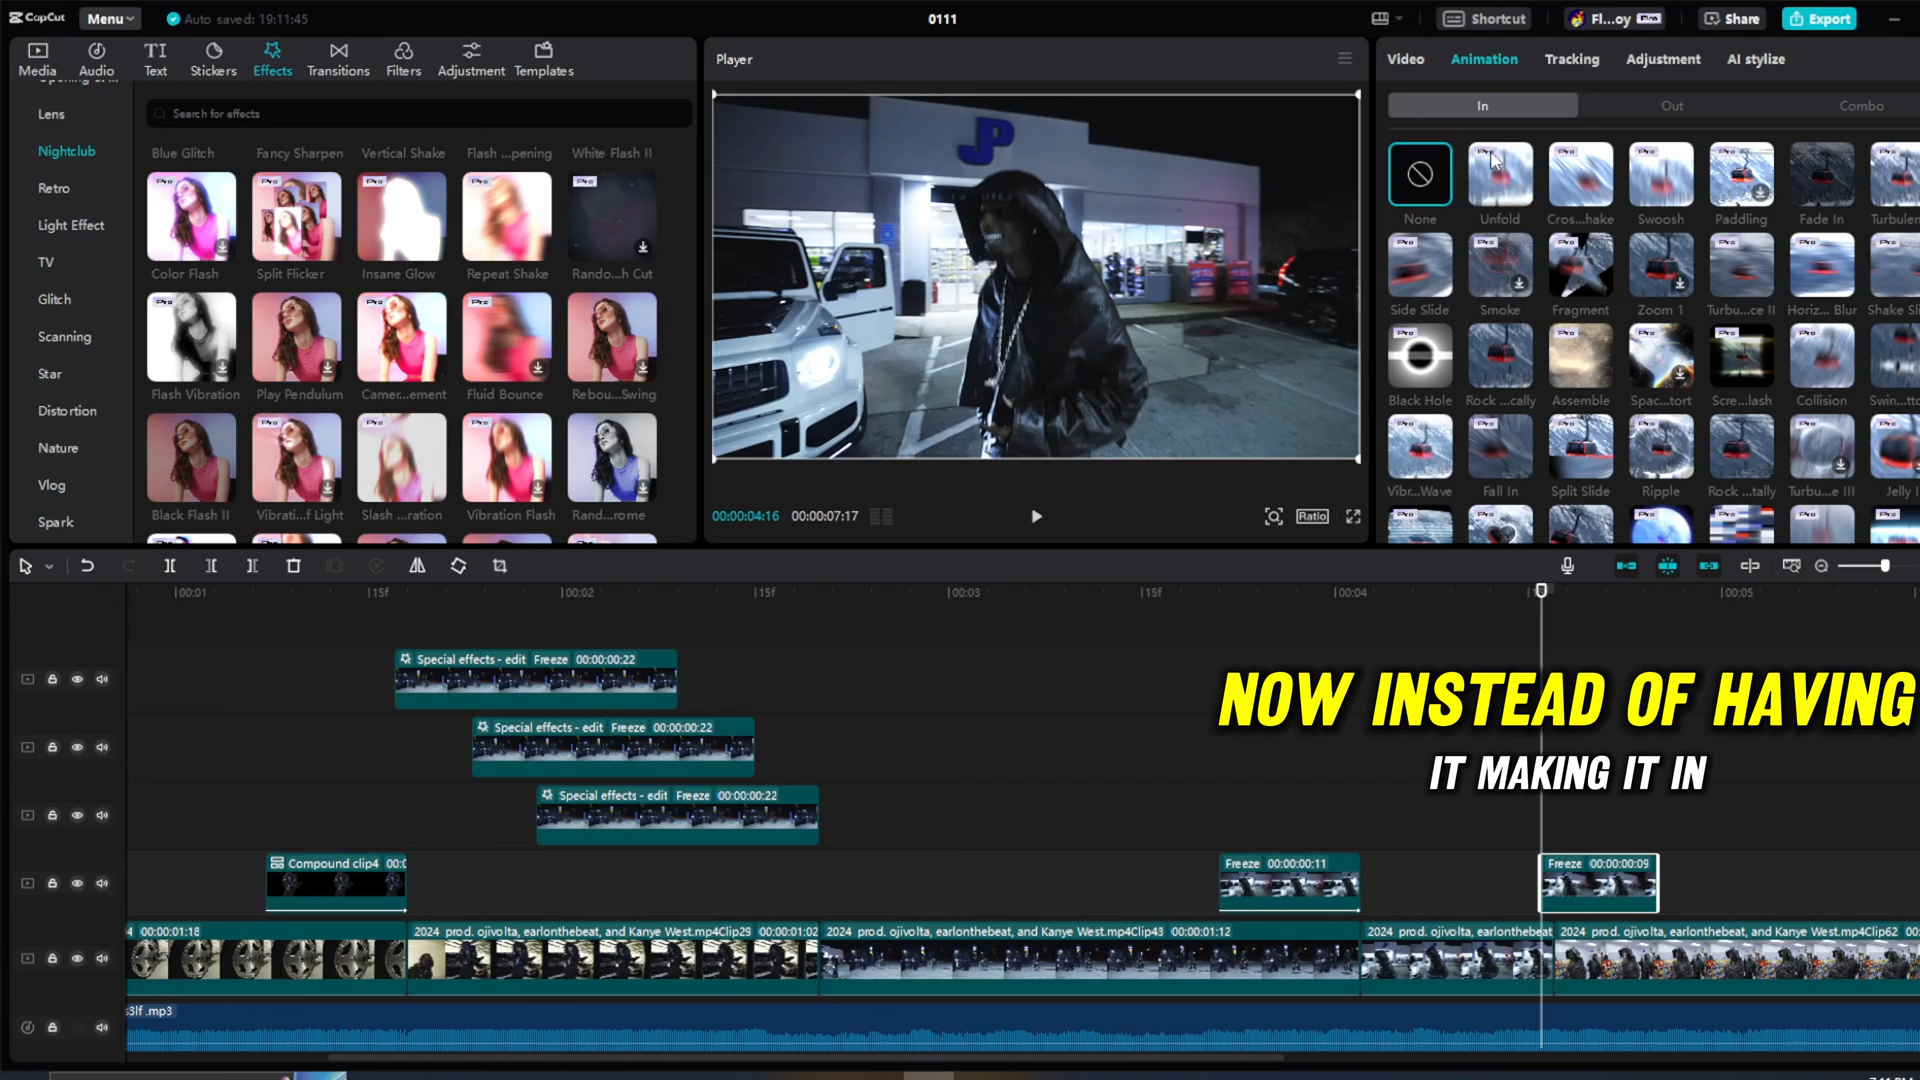 CapCut Menu Auto saved: 19:11:45 0111 Shortcut Fl...oy Pro Share Export
Media Audio Text Stickers Effects Transitions Filters Adjustment Templates
Player
Video Animation Tracking Adjustment AI stylize
In Out Combo
Lens
Nightclub
Retro
Light Effect
TV
Glitch
Scanning
Star
Distortion
Nature
Vlog
Spark
Search for effects
Blue Glitch Fancy Sharpen Vertical Shake Flash ...pening White Flash II
Color Flash Split Flicker Insane Glow Repeat Shake Rando...h Cut
Flash Vibration Play Pendulum Camer...ement Fluid Bounce Rebou...Swing
Black Flash II Vibrati...f Light Slash ...ration Vibration Flash Rand...rome
JP
00:00:04:16 00:00:07:17 Ratio
None Unfold Cros...hake Swoosh Paddling Fade In Turbulen
Side Slide Smoke Fragment Zoom 1 Turbu...ce II Horiz... Blur Shake Sli
Black Hole Rock ...cally Assemble Spac...tort Scre...lash Collision Swin...tto
Vibr...Wave Fall In Split Slide Ripple Rock ...tally Turbu...e III Jelly I
00:01 15f 00:02 15f 00:03 15f 00:04 00:05
Special effects - edit Freeze 00:00:00:22
Special effects - edit Freeze 00:00:00:22
Special effects - edit Freeze 00:00:00:22
NOW INSTEAD OF HAVING
IT MAKING IT IN
Compound clip4 00:0 Freeze 00:00:00:11 Freeze 00:00:00:09
4 00:00:01:18 2024 prod. ojivolta, earlonthebeat, and Kanye West.mp4Clip29 00:00:01:02 2024 prod. ojivolta, earlonthebeat, and Kanye West.mp4Clip43 00:00:01:12 2024 prod. ojivolta, earlonthebeat 2024 prod. ojivolta, earlonthebeat, and Kanye West.mp4Clip62 00:
s3lf .mp3